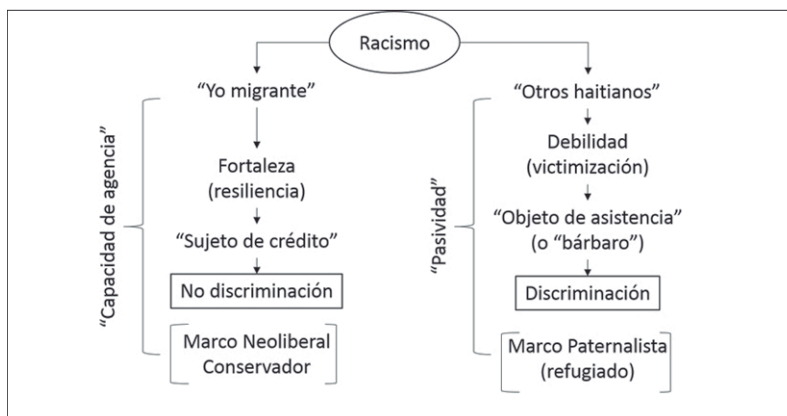 Racismo
“Capacidad de agencia”
“Yo migrante”
Fortaleza
(resiliencia)
“Sujeto de crédito”
No discriminación
Marco Neoliberal
Conservador
“Pasividad”
“Otros haitianos”
Debilidad
(victimización)
“Objeto de asistencia”
(o “bárbaro”)
Discriminación
Marco Paternalista
(refugiado)